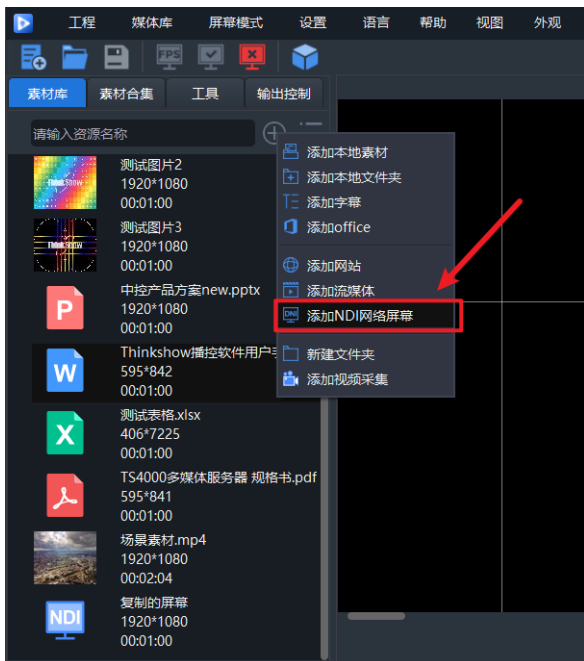 工程 媒体库 屏幕模式 设置 语言 帮助 视图 外观
FPS
素材库 素材合集 工具 输出控制
请输入资源名称
添加本地素材
添加本地文件夹
添加字幕
添加office
添加网站
添加流媒体
DNI 添加NDI网络屏幕
新建文件夹
添加视频采集
ThinkShow
测试图片2
1920*1080
00:01:00
ThinkShow
测试图片3
1920*1080
00:01:00
P
中控产品方案new.pptx
1920*1080
00:01:00
W
Thinkshow播控软件用户手
595*842
00:01:00
X
测试表格.xlsx
406*7225
00:01:00
TS4000多媒体服务器 规格书.pdf
595*841
00:01:00
场景素材.mp4
1920*1080
00:02:04
NDI
复制的屏幕
1920*1080
00:01:00